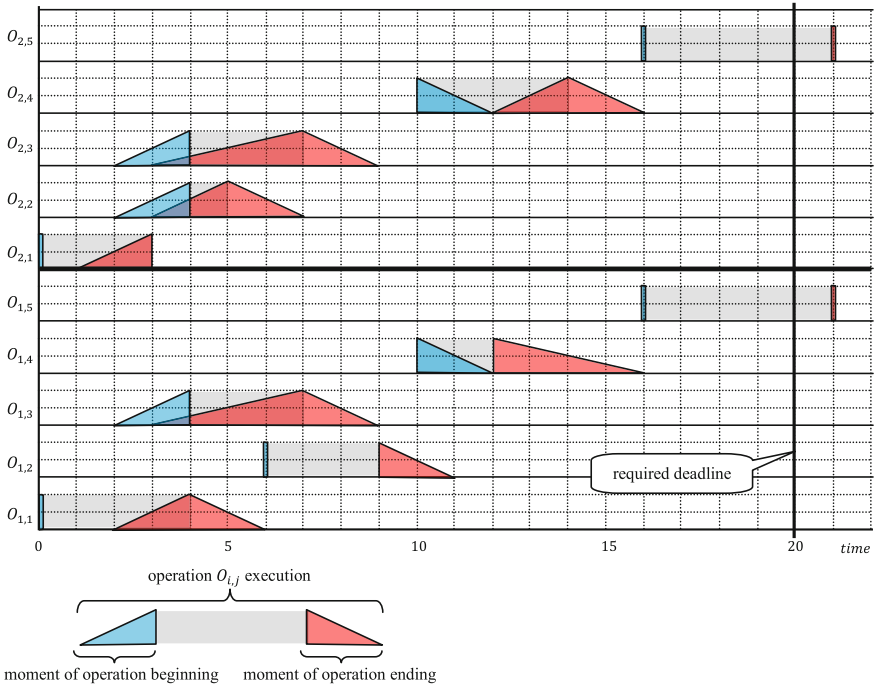 O2,5
O2,4
O2,3
O2,2
O2,1
O1,5
O1,4
O1,3
O1,2
required deadline
O1,1
0 5 10 15 20 time
operation Oi,j execution
moment of operation beginning moment of operation ending